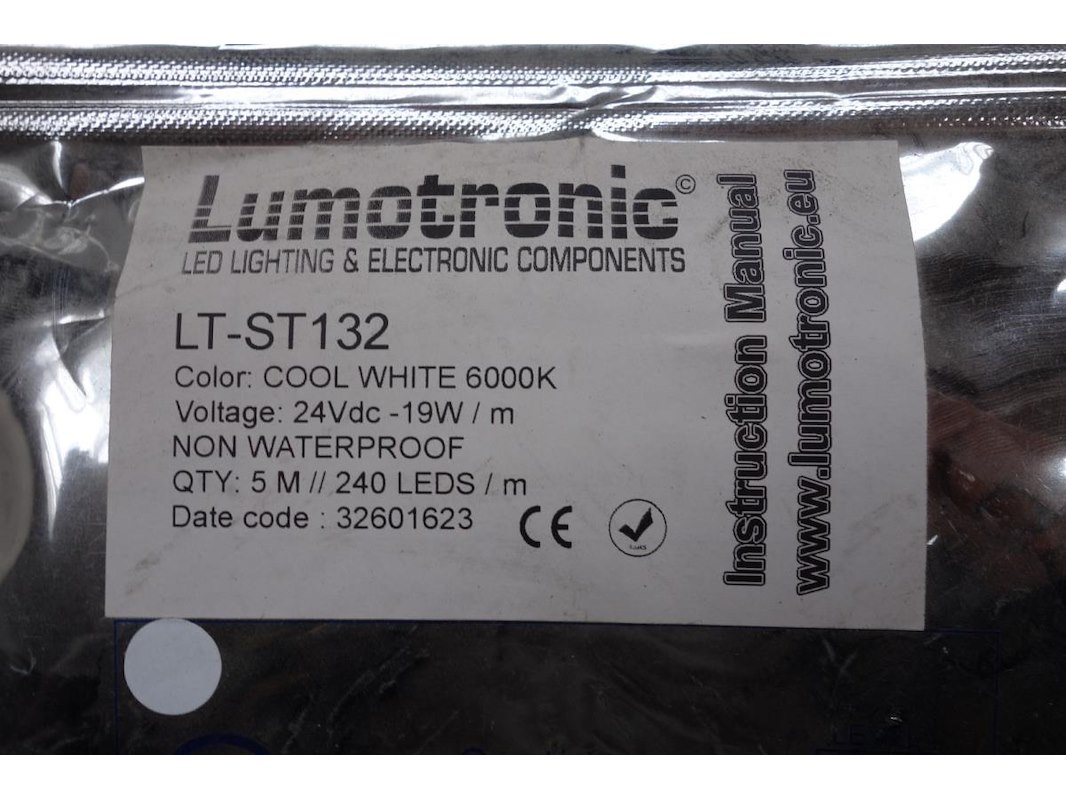 Lumotronic©
LED LIGHTING & ELECTRONIC COMPONENTS
LT-ST132
Color: COOL WHITE 6000K
Voltage: 24Vdc -19W / m
NON WATERPROOF
QTY: 5 M // 240 LEDS / m
Date code : 32601623
CE
Instruction Manual
www.lumotronic.eu